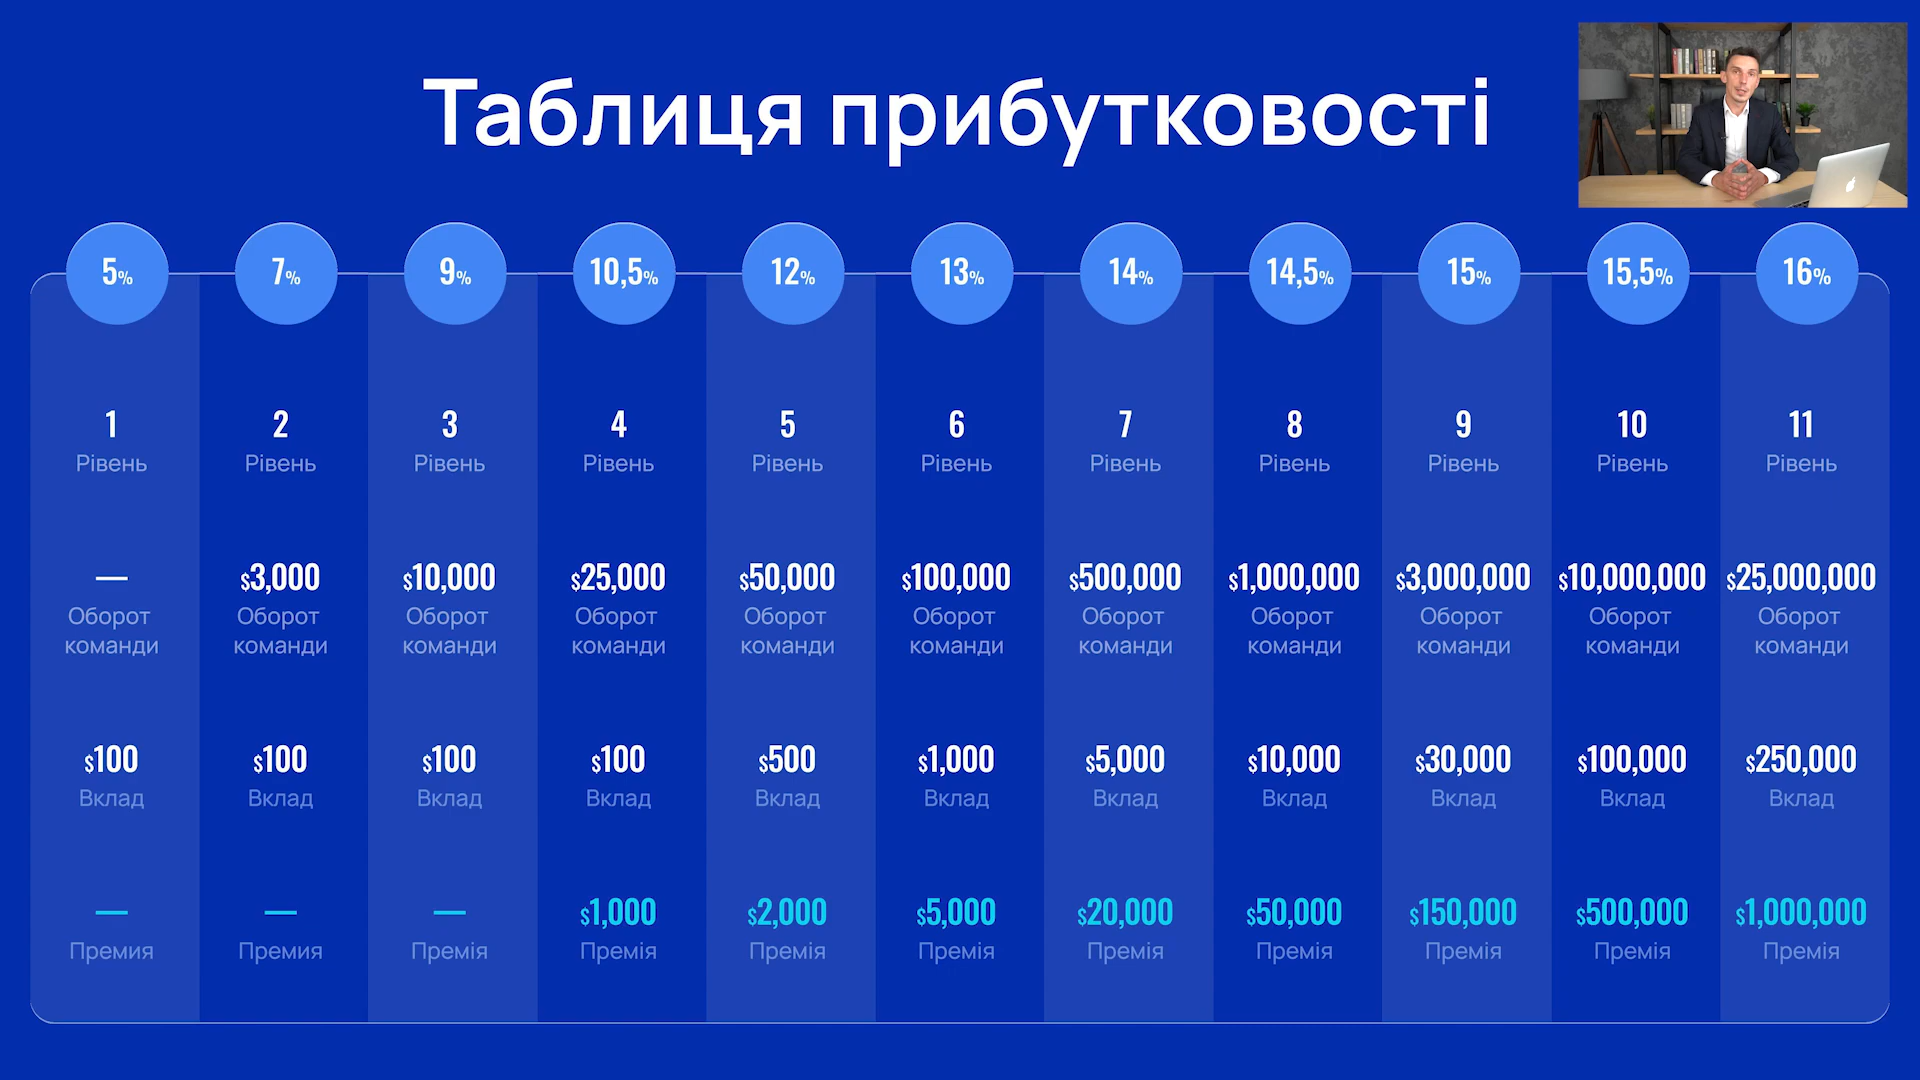 Таблиця прибутковості
5% 7% 9% 10,5% 12% 13% 14% 14,5% 15% 15,5% 16%
1 2 3 4 5 6 7 8 9 10 11
Рівень Рівень Рівень Рівень Рівень Рівень Рівень Рівень Рівень Рівень Рівень
— $3,000 $10,000 $25,000 $50,000 $100,000 $500,000 $1,000,000 $3,000,000 $10,000,000 $25,000,000
Оборот Оборот Оборот Оборот Оборот Оборот Оборот Оборот Оборот Оборот Оборот
команди команди команди команди команди команди команди команди команди команди команди
$100 $100 $100 $100 $500 $1,000 $5,000 $10,000 $30,000 $100,000 $250,000
Вклад Вклад Вклад Вклад Вклад Вклад Вклад Вклад Вклад Вклад Вклад
— — — $1,000 $2,000 $5,000 $20,000 $50,000 $150,000 $500,000 $1,000,000
Премия Премия Премія Премія Премія Премія Премія Премія Премія Премія Премія